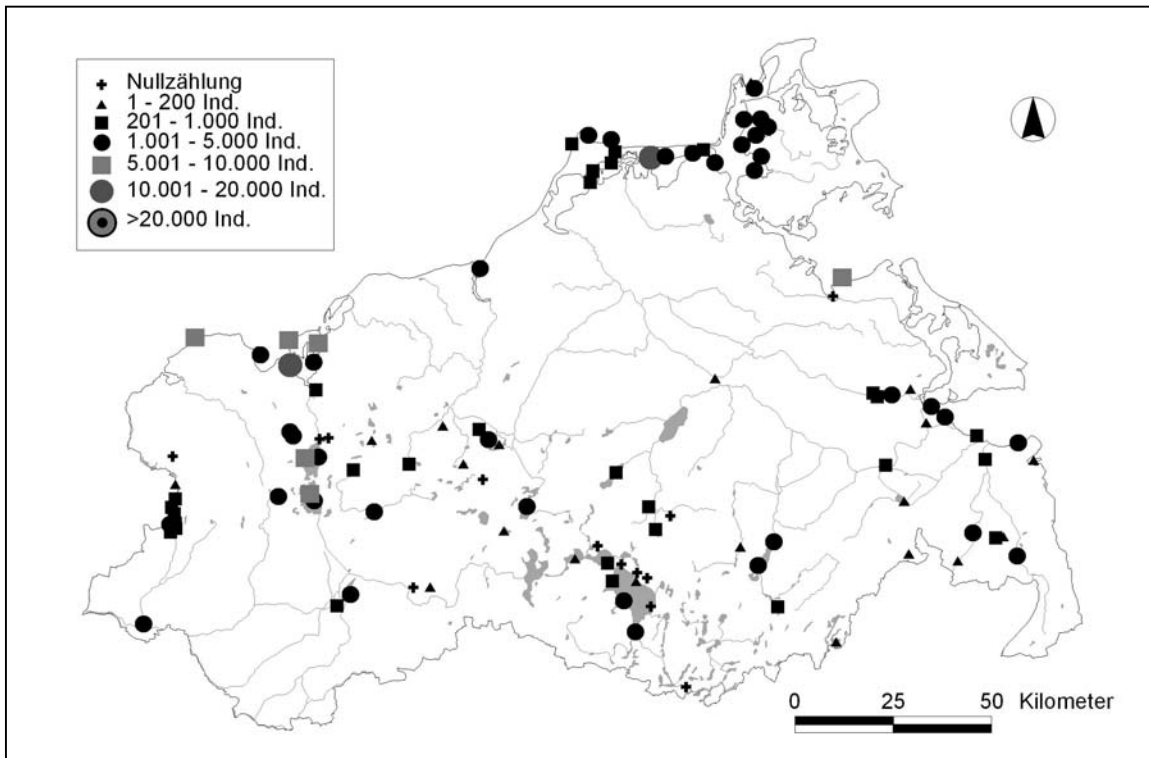 Nullzählung
1 - 200 Ind.
201 - 1.000 Ind.
1.001 - 5.000 Ind.
5.001 - 10.000 Ind.
10.001 - 20.000 Ind.
>20.000 Ind.
0 25 50 Kilometer